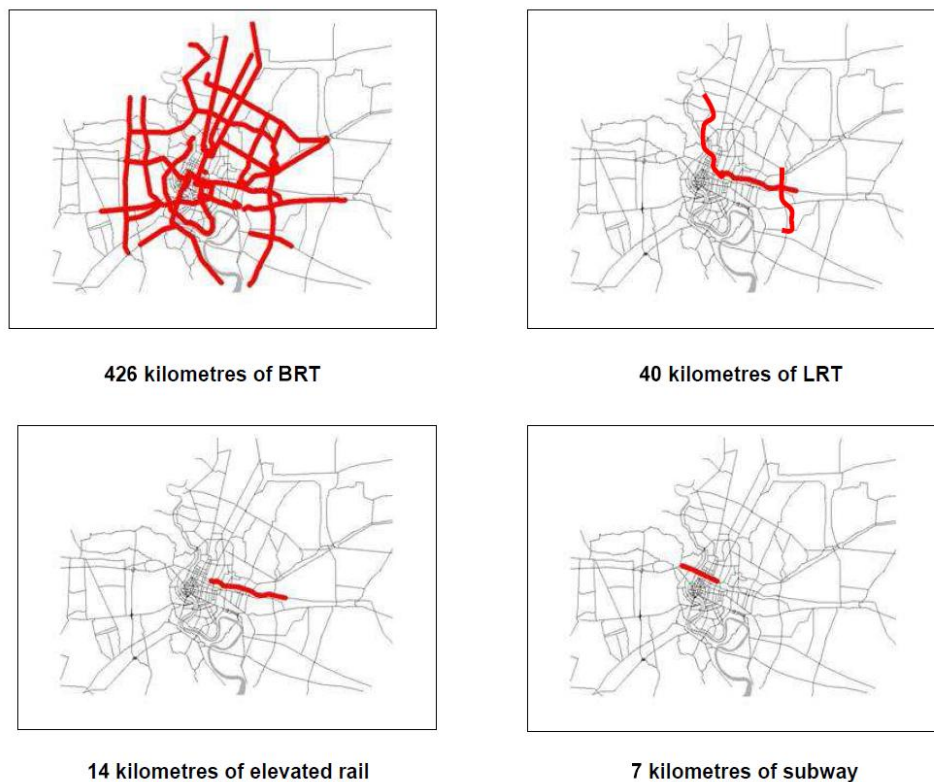 426 kilometres of BRT
40 kilometres of LRT
14 kilometres of elevated rail
7 kilometres of subway